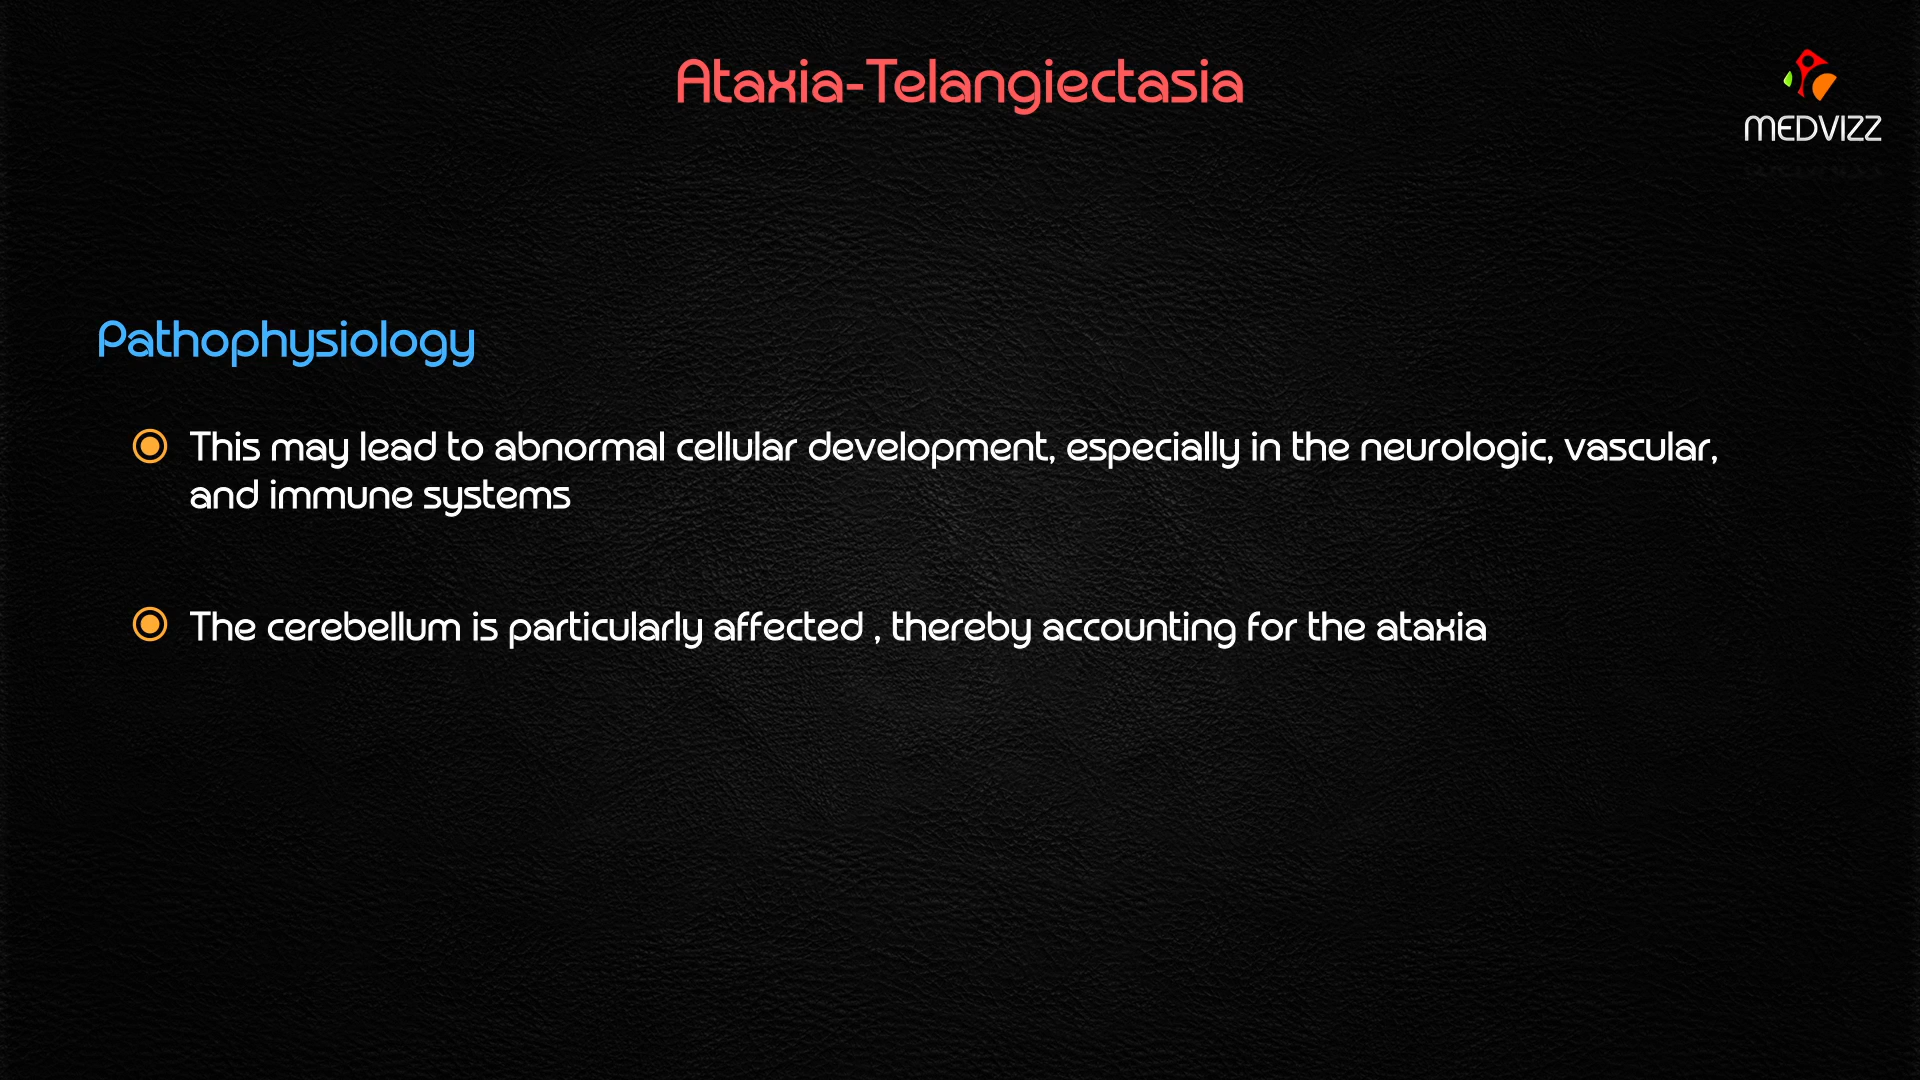 Ataxia-Telangiectasia
MEDVIZZ
Pathophysiology
This may lead to abnormal cellular development, especially in the neurologic, vascular,
and immune systems
The cerebellum is particularly affected , thereby accounting for the ataxia